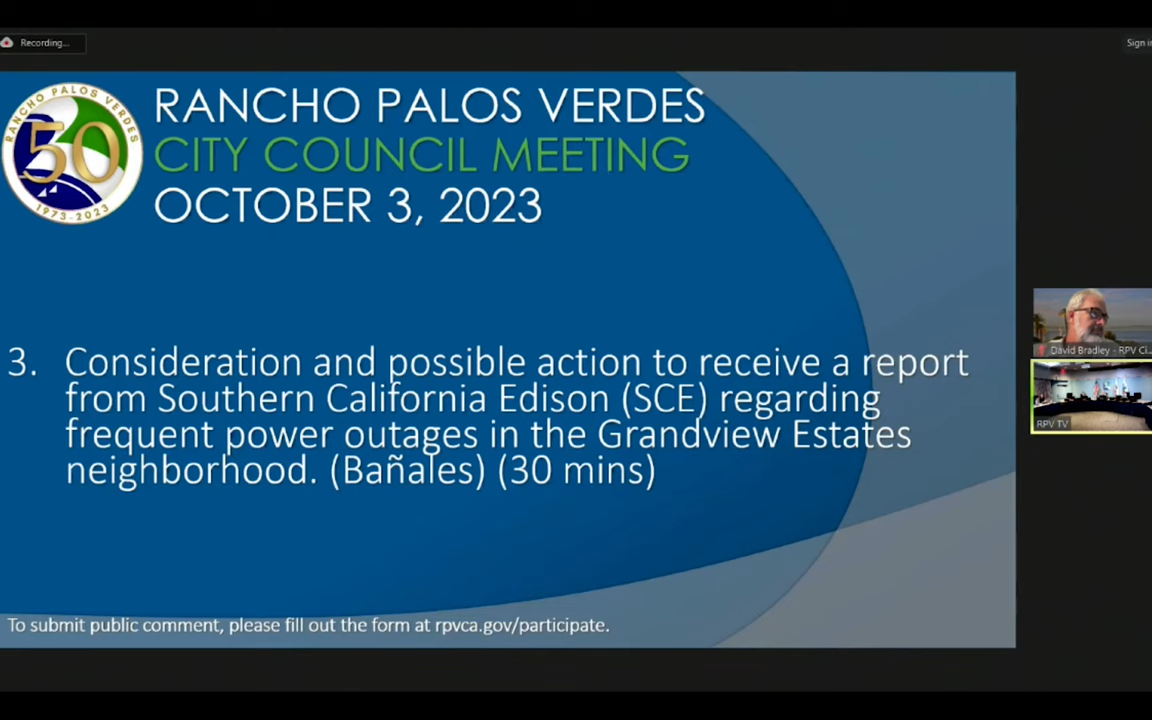 Recording...
Sign in
RANCHO PALOS VERDES
50
1973-2023
RANCHO PALOS VERDES
CITY COUNCIL MEETING
OCTOBER 3, 2023
3. Consideration and possible action to receive a report
from Southern California Edison (SCE) regarding
frequent power outages in the Grandview Estates
neighborhood. (Bañales) (30 mins)
David Bradley - RPV Ci...
RPV TV
To submit public comment, please fill out the form at rpvca.gov/participate.